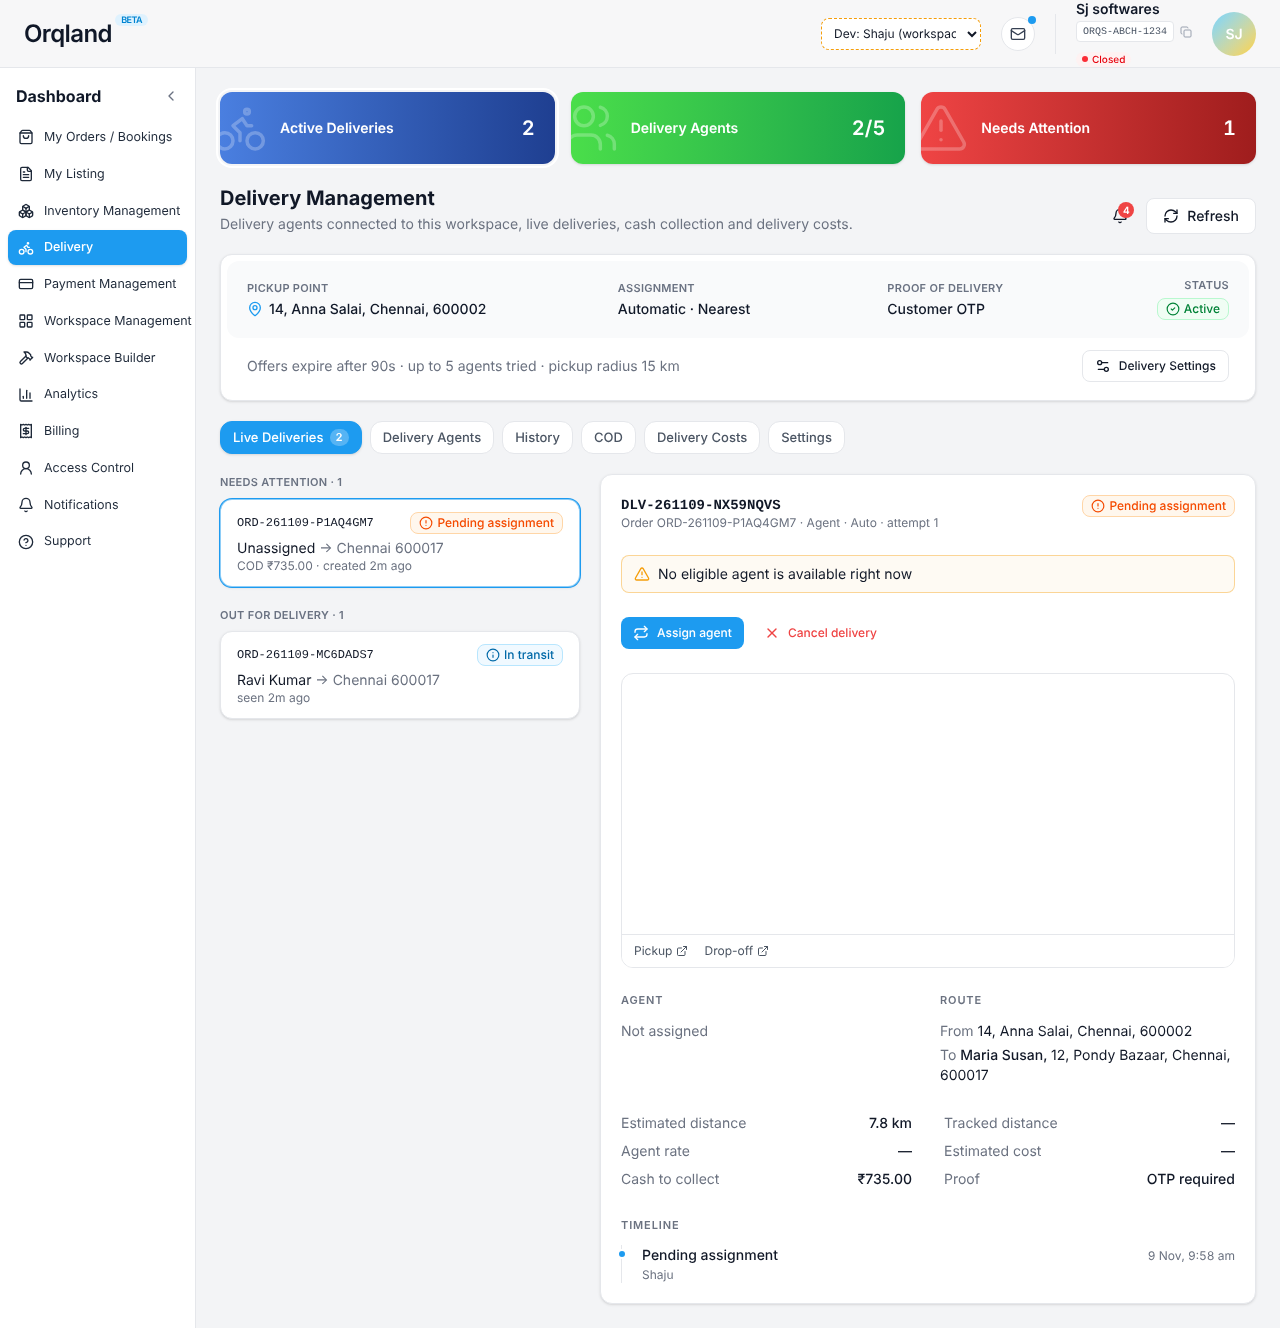 Orqland
BETA
Dev: Shaju (workspac
Sj softwares
ORQS-ABCH-1234
Closed
SJ
Dashboard
My Orders / Bookings
My Listing
Inventory Management
Delivery
Payment Management
Workspace Management
Workspace Builder
Analytics
Billing
Access Control
Notifications
Support
Active Deliveries 2
Delivery Agents 2/5
Needs Attention 1
Delivery Management
Delivery agents connected to this workspace, live deliveries, cash collection and delivery costs.
4
Refresh
PICKUP POINT
14, Anna Salai, Chennai, 600002
ASSIGNMENT
Automatic · Nearest
PROOF OF DELIVERY
Customer OTP
STATUS
Active
Offers expire after 90s · up to 5 agents tried · pickup radius 15 km
Delivery Settings
Live Deliveries 2
Delivery Agents
History
COD
Delivery Costs
Settings
NEEDS ATTENTION · 1
ORD-261109-P1AQ4GM7
Pending assignment
Unassigned → Chennai 600017
COD ₹735.00 · created 2m ago
OUT FOR DELIVERY · 1
ORD-261109-MC6DADS7
In transit
Ravi Kumar → Chennai 600017
seen 2m ago
DLV-261109-NX59NQVS
Pending assignment
Order ORD-261109-P1AQ4GM7 · Agent · Auto · attempt 1
No eligible agent is available right now
Assign agent
Cancel delivery
Pickup
Drop-off
AGENT
Not assigned
ROUTE
From 14, Anna Salai, Chennai, 600002
To Maria Susan, 12, Pondy Bazaar, Chennai,
600017
Estimated distance 7.8 km
Tracked distance —
Agent rate —
Estimated cost —
Cash to collect ₹735.00
Proof OTP required
TIMELINE
Pending assignment
9 Nov, 9:58 am
Shaju